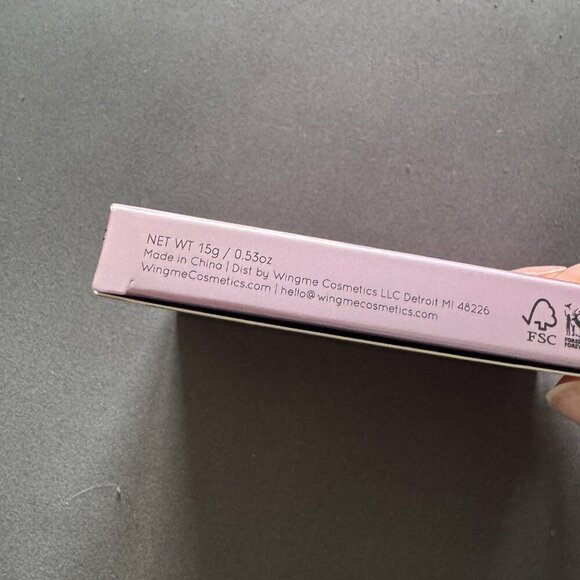 NET WT 15g / 0.53oz
Made in China | Dist by Wingme Cosmetics LLC Detroit MI 48226
WingmeCosmetics.com | hello@wingmecosmetics.com
FSC